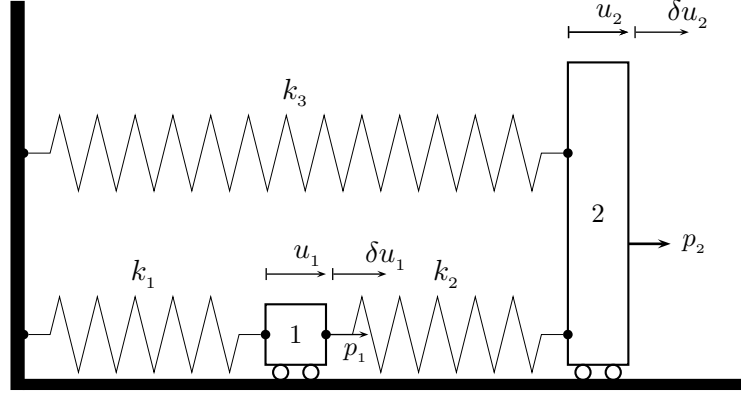 u₂ δu₂
k₃
2
p₂
k₁ u₁ δu₁ k₂
1
p₁